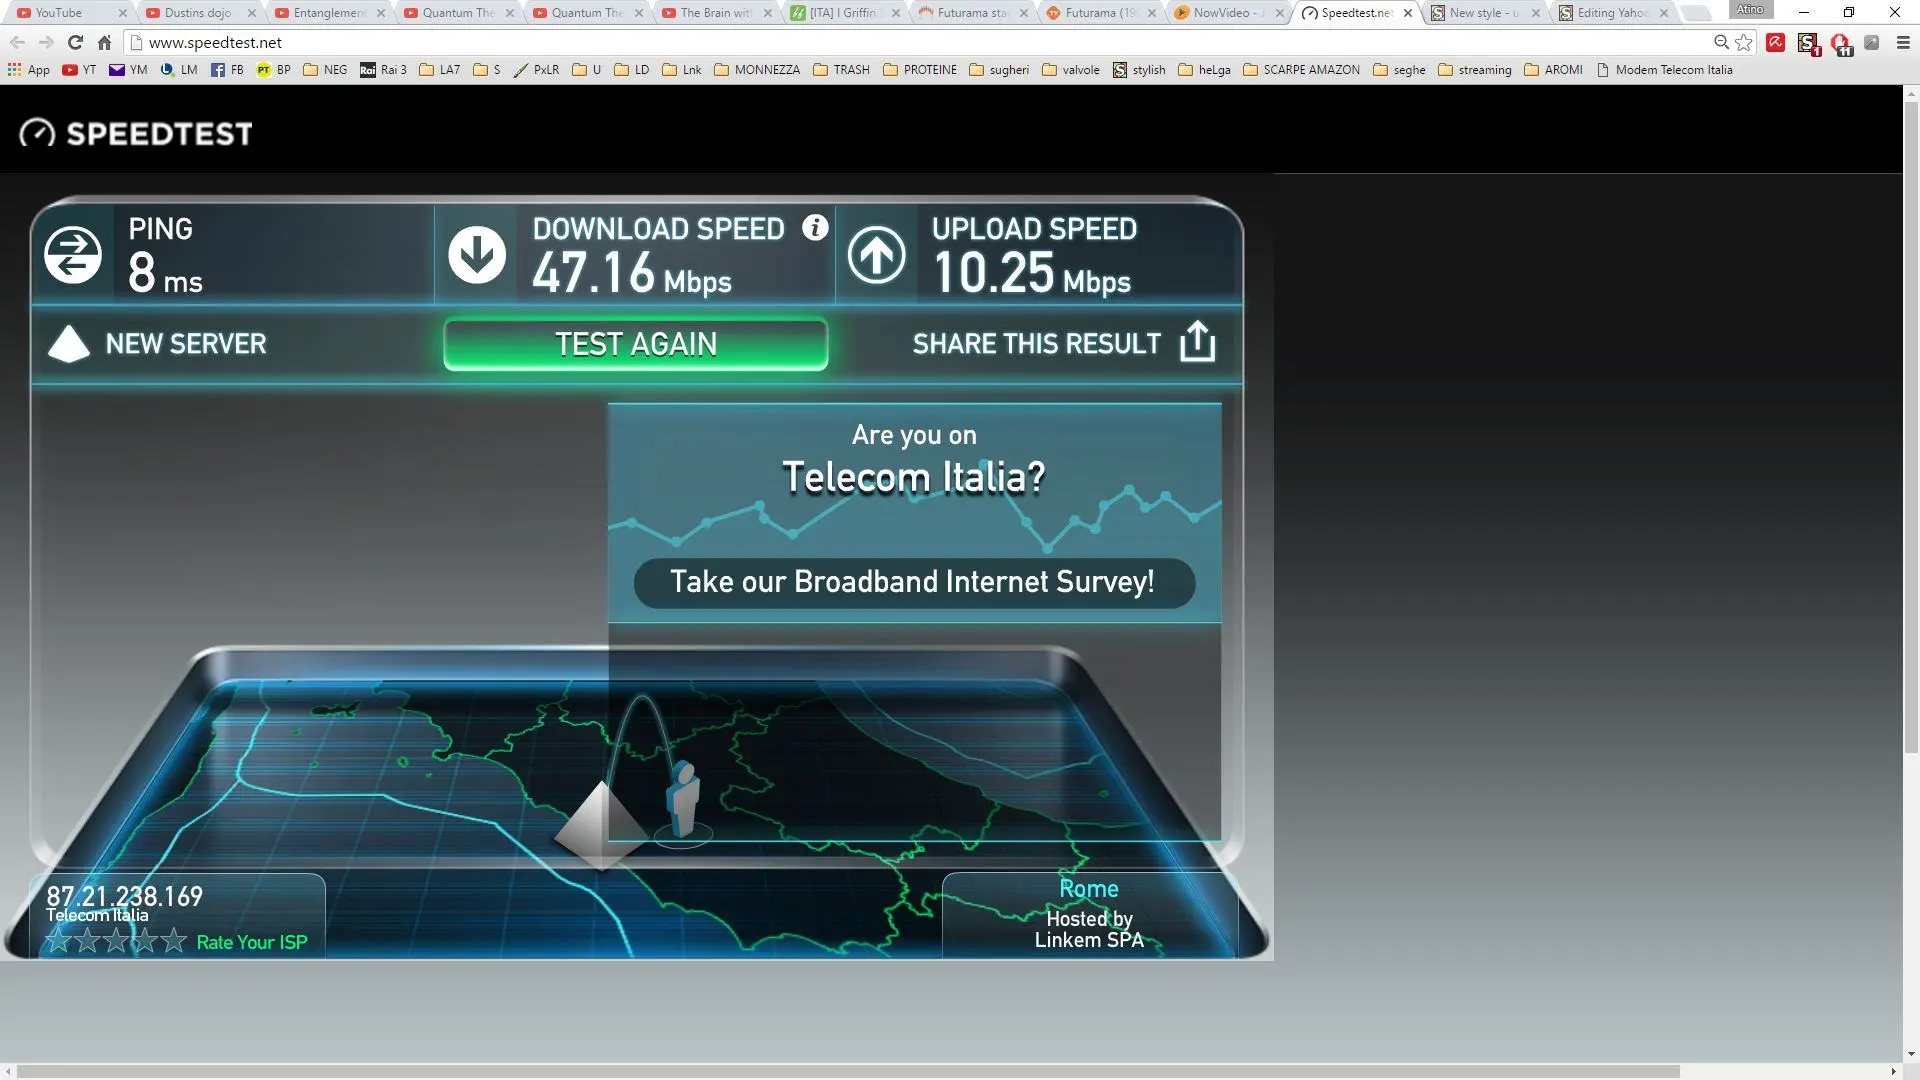 YouTube
Dustins dojo
Entanglement
Quantum The
Quantum The
The Brain wit
[ITA] I Griffin
Futurama sta
Futurama (19
NowVideo -
Speedtest.net
New style - u
Editing Yahoo
Atino
www.speedtest.net
1
11
App
YT
YM
LM
FB
PT
BP
NEG
Rai
Rai 3
LA7
S
PxLR
U
LD
Lnk
MONNEZZA
TRASH
PROTEINE
sugheri
valvole
stylish
heLga
SCARPE AMAZON
seghe
streaming
AROMI
Modem Telecom Italia
SPEEDTEST
PING
8 ms
DOWNLOAD SPEED
47.16 Mbps
UPLOAD SPEED
10.25 Mbps
NEW SERVER
TEST AGAIN
SHARE THIS RESULT
Are you on
Telecom Italia?
Take our Broadband Internet Survey!
87.21.238.169
Telecom Italia
Rate Your ISP
Rome
Hosted by
Linkem SPA